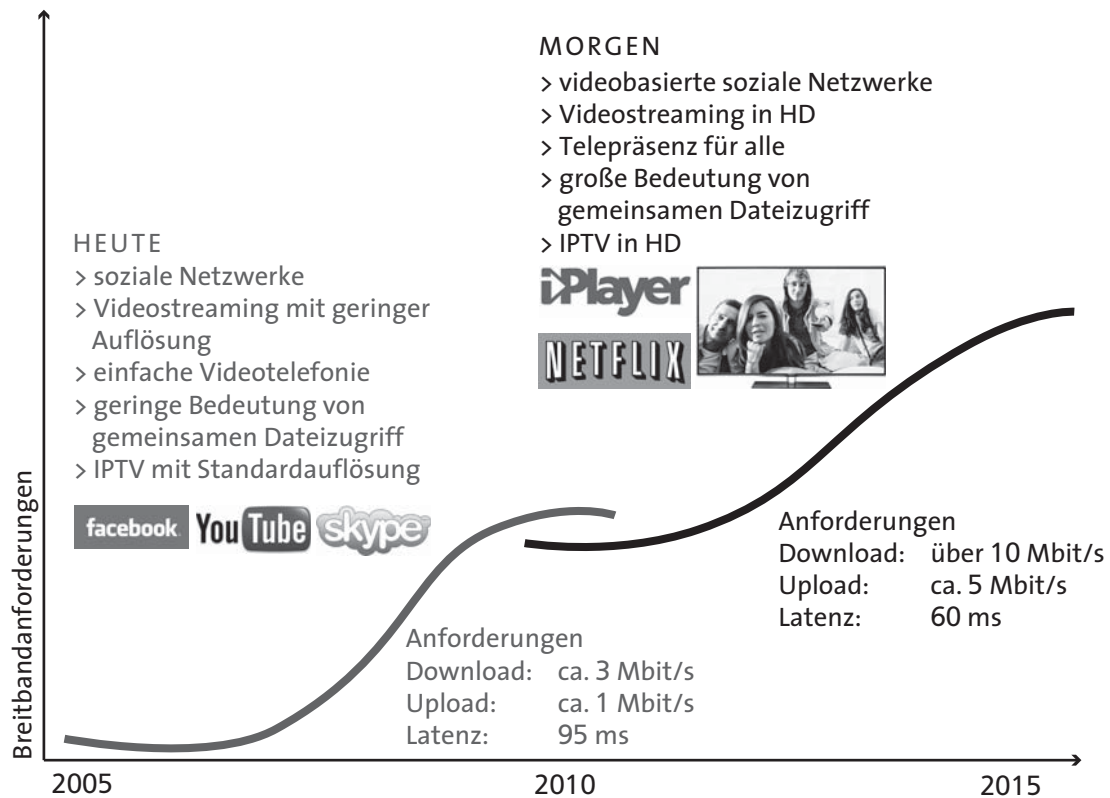 MORGEN
> videobasierte soziale Netzwerke
> Videostreaming in HD
> Telepräsenz für alle
> große Bedeutung von
gemeinsamen Dateizugriff
> IPTV in HD
iPlayer
NETFLIX
HEUTE
> soziale Netzwerke
> Videostreaming mit geringer
Auflösung
> einfache Videotelefonie
> geringe Bedeutung von
gemeinsamen Dateizugriff
> IPTV mit Standardauflösung
facebook YouTube skype
Anforderungen
Download: über 10 Mbit/s
Upload: ca. 5 Mbit/s
Latenz: 60 ms
Anforderungen
Download: ca. 3 Mbit/s
Upload: ca. 1 Mbit/s
Latenz: 95 ms
Breitbandanforderungen
2005 2010 2015